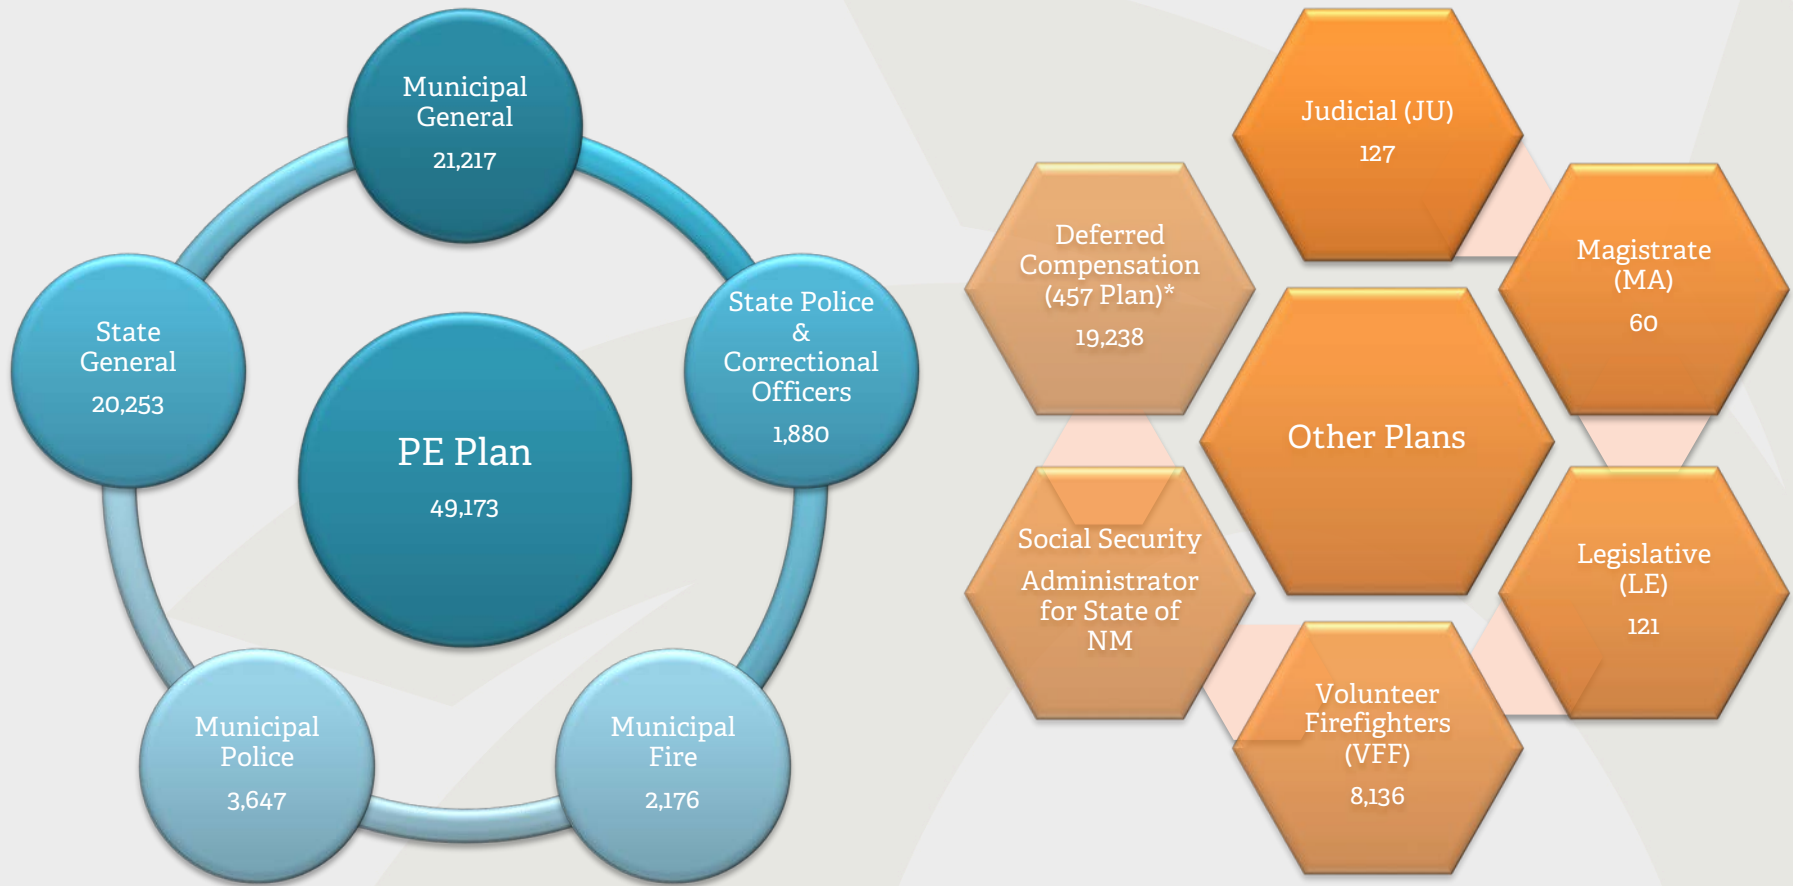 Municipal
General
21,217
State Police
&
Correctional
Officers
1,880
Municipal
Fire
2,176
Municipal
Police
3,647
State
General
20,253
PE Plan
49,173
Judicial (JU)
127
Magistrate
(MA)
60
Legislative
(LE)
121
Volunteer
Firefighters
(VFF)
8,136
Social Security
Administrator
for State of
NM
Deferred
Compensation
(457 Plan)*
19,238
Other Plans